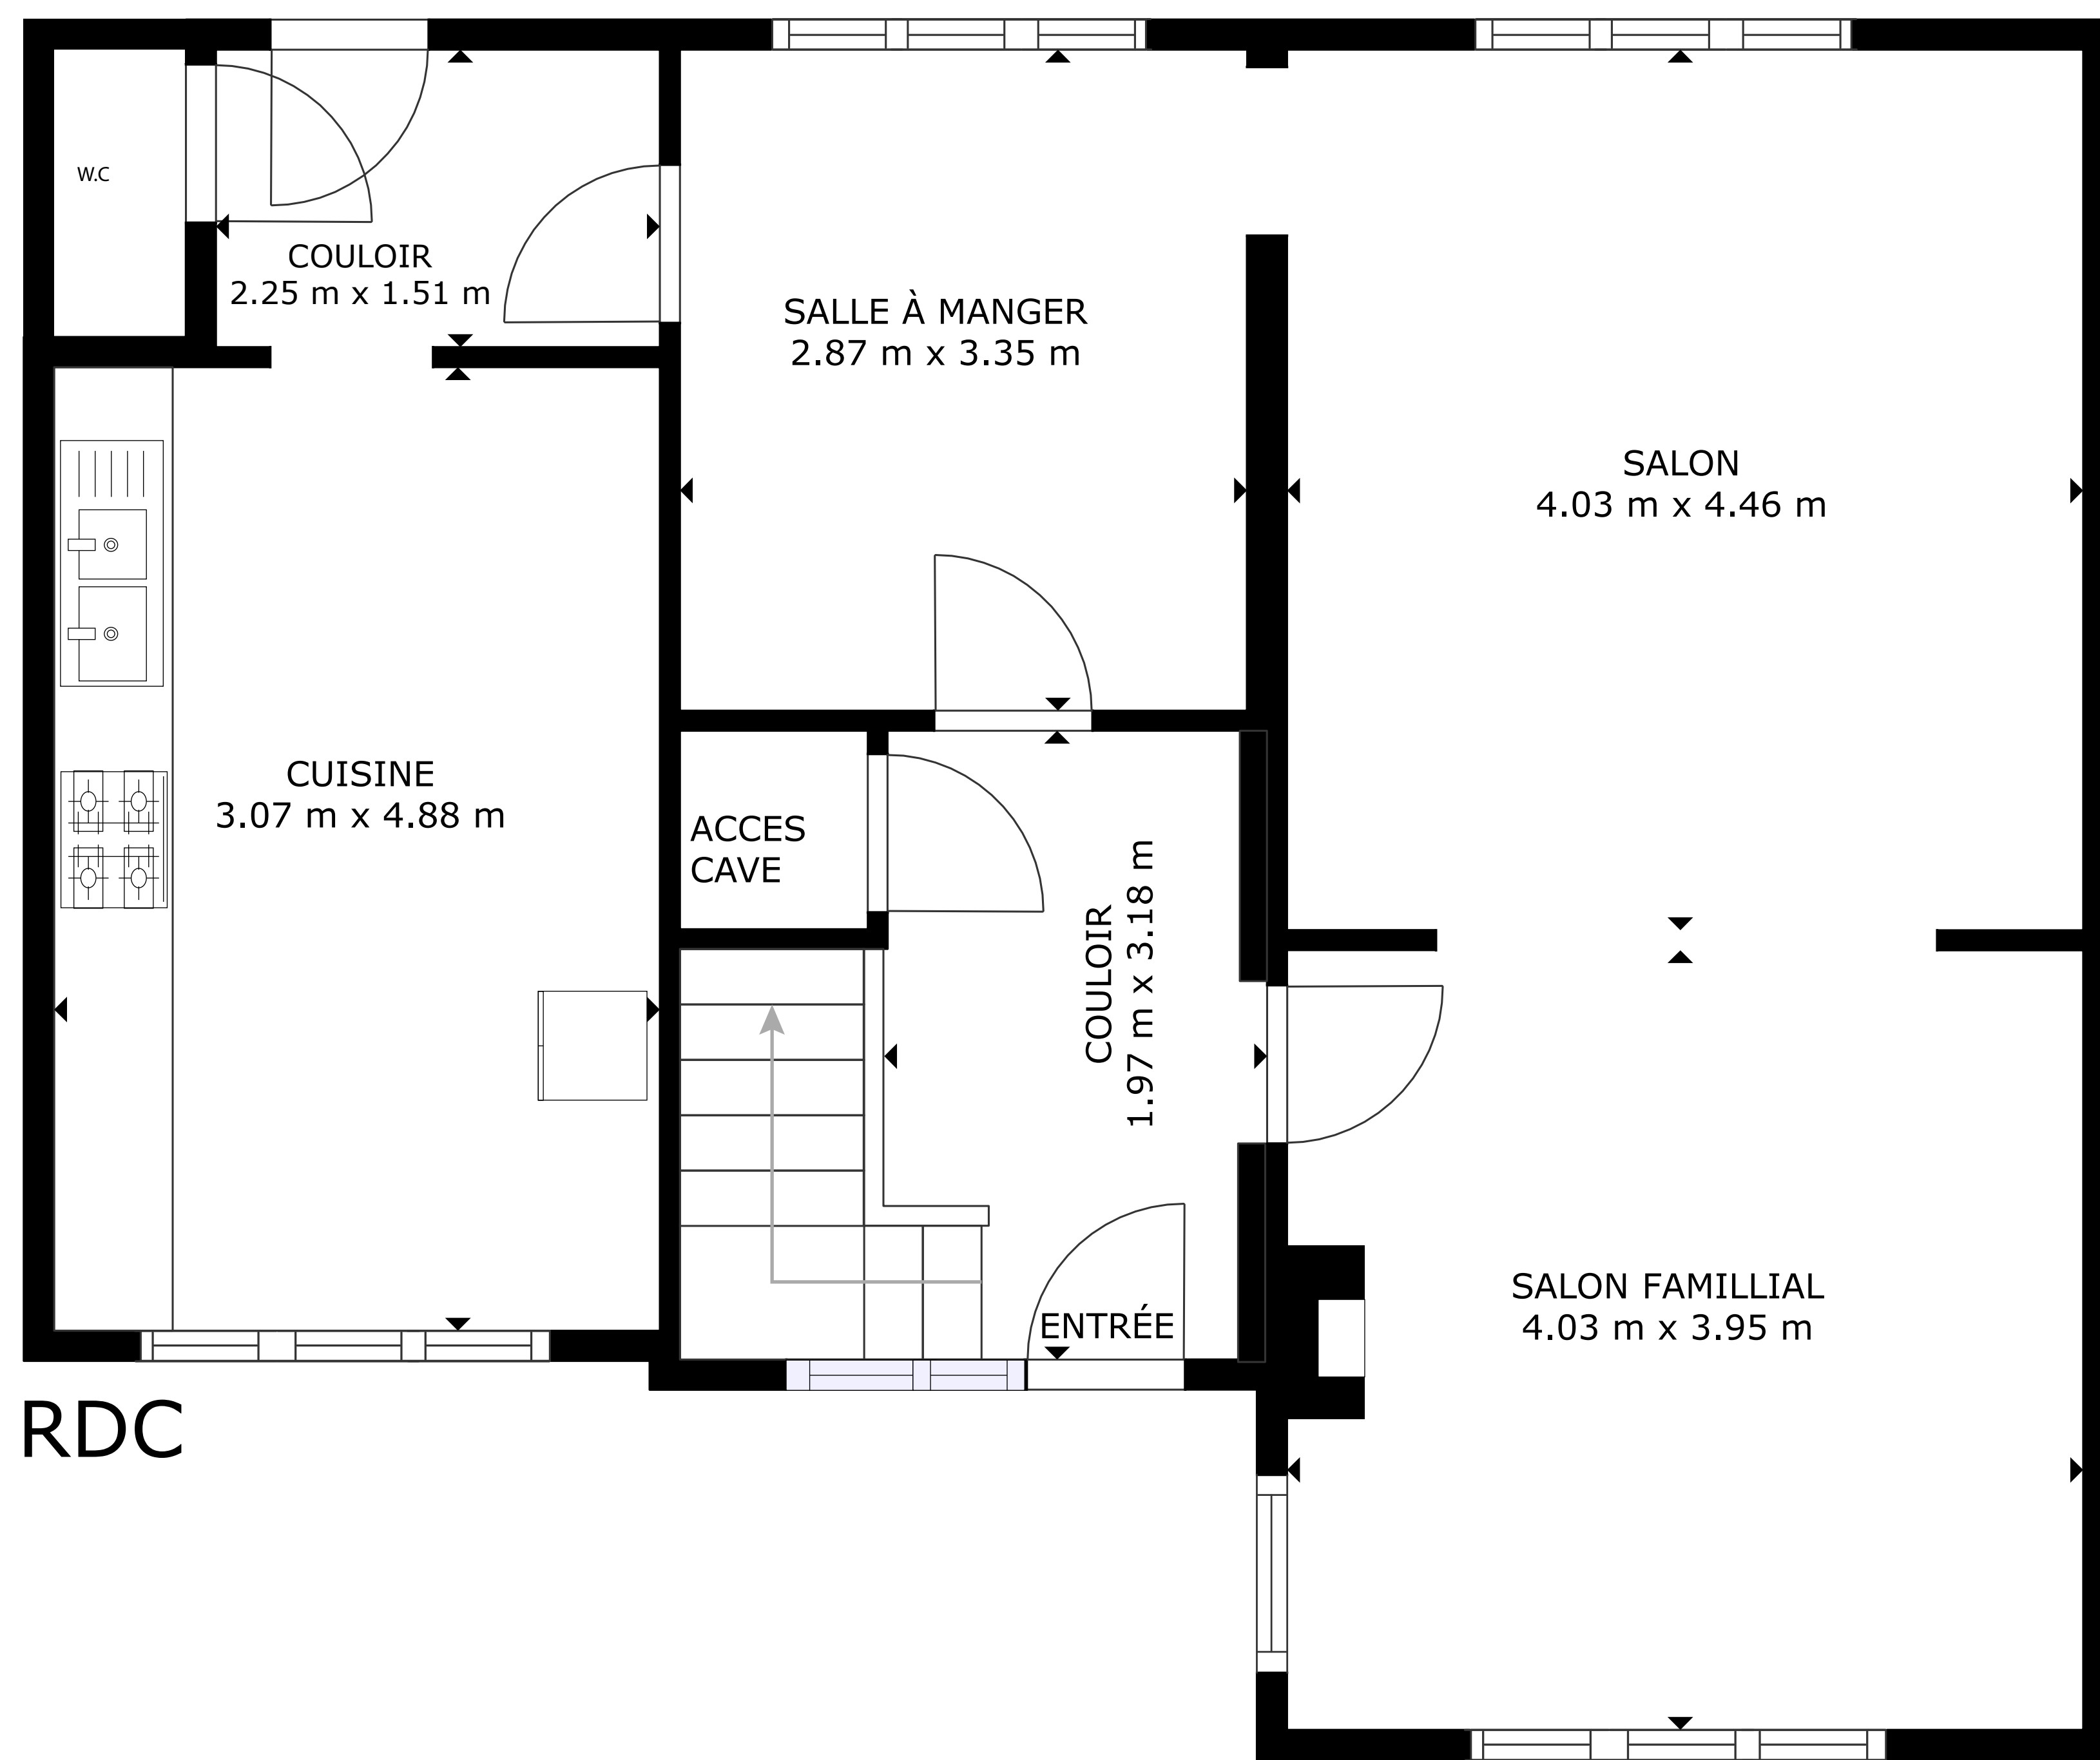 W.C
COULOIR
2.25 m x 1.51 m
SALLE À MANGER
2.87 m x 3.35 m
SALON
4.03 m x 4.46 m
CUISINE
3.07 m x 4.88 m
ACCES
CAVE
COULOIR
1.97 m x 3.18 m
ENTRÉE
SALON FAMILLIAL
4.03 m x 3.95 m
RDC